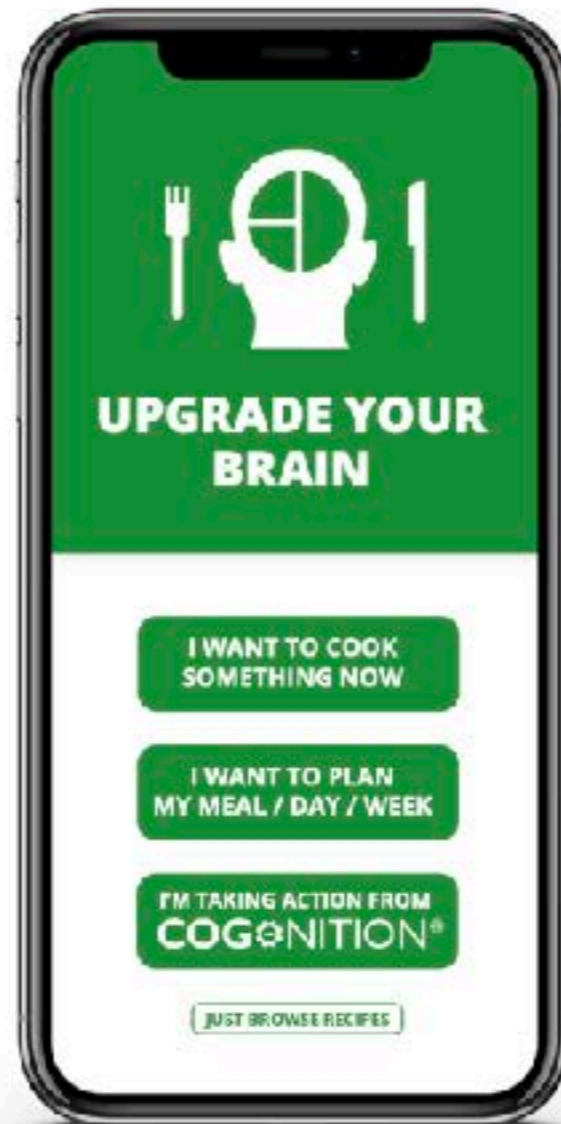 UPGRADE YOUR
BRAIN
I WANT TO COOK
SOMETHING NOW
I WANT TO PLAN
MY MEAL / DAY / WEEK
I'M TAKING ACTION FROM
COGNITION®
JUST BROWSE RECIPES